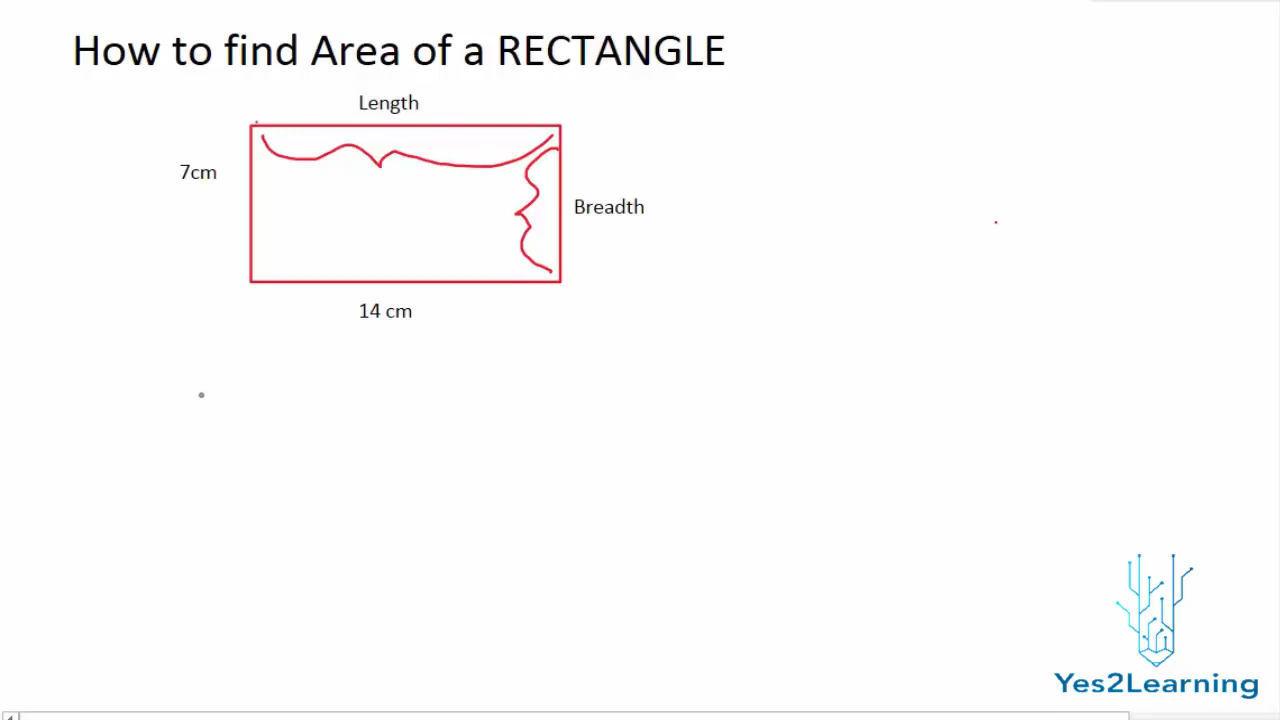 How to find Area of a RECTANGLE
Length
7cm
Breadth
14 cm
Yes2Learning